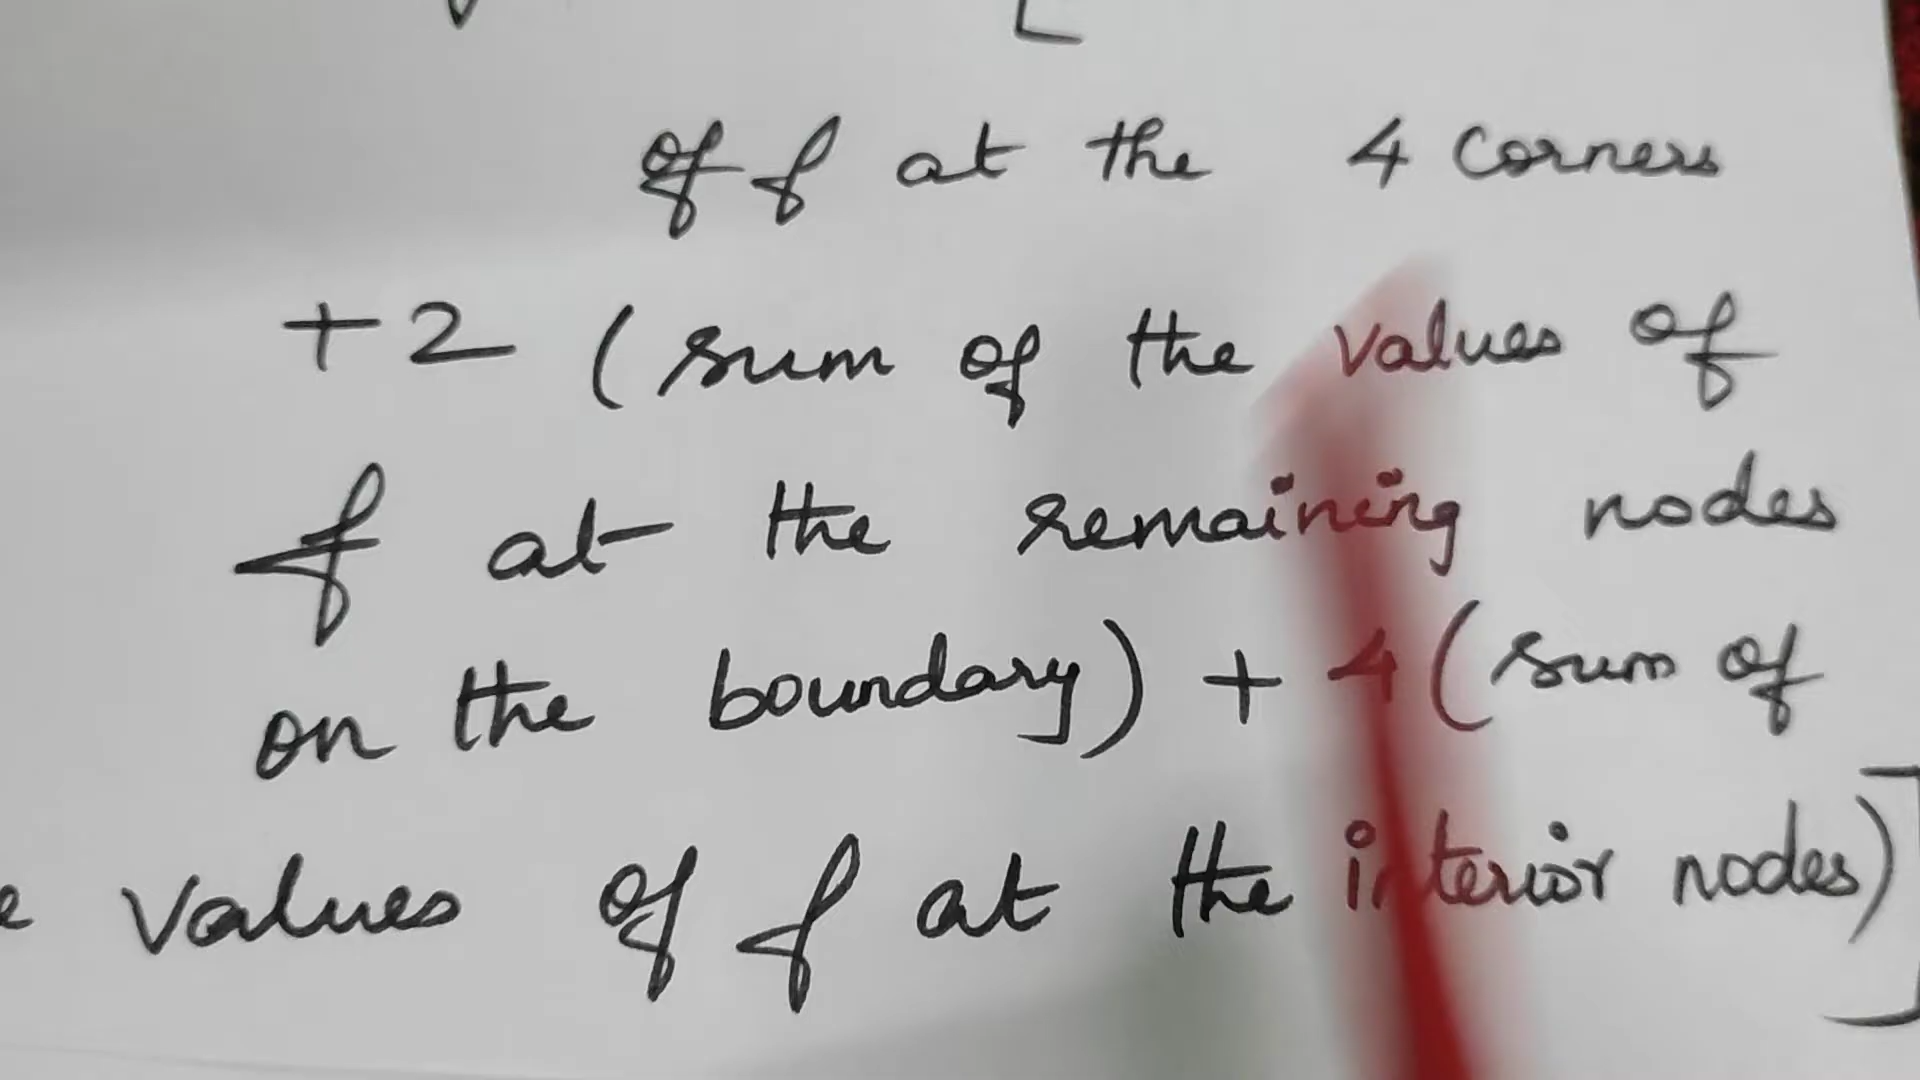 [
of f at the 4 corners
+2 (sum of the values of
f at the remaining nodes
on the boundary) + 4 (sum of
values of f at the interior nodes)]